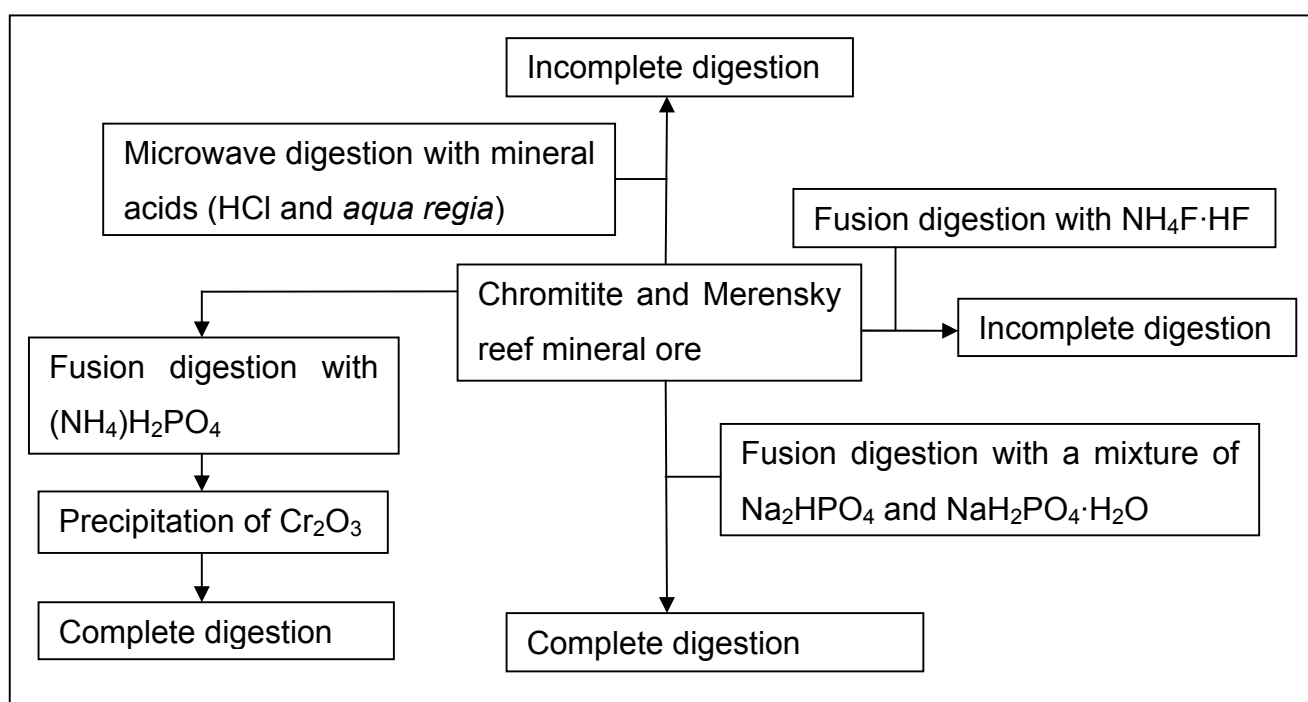 Incomplete digestion
Microwave digestion with mineral
acids (HCl and aqua regia)
Fusion digestion with NH₄F·HF
Chromitite and Merensky
reef mineral ore
Incomplete digestion
Fusion digestion with
(NH₄)H₂PO₄
Fusion digestion with a mixture of
Na₂HPO₄ and NaH₂PO₄·H₂O
Precipitation of Cr₂O₃
Complete digestion
Complete digestion